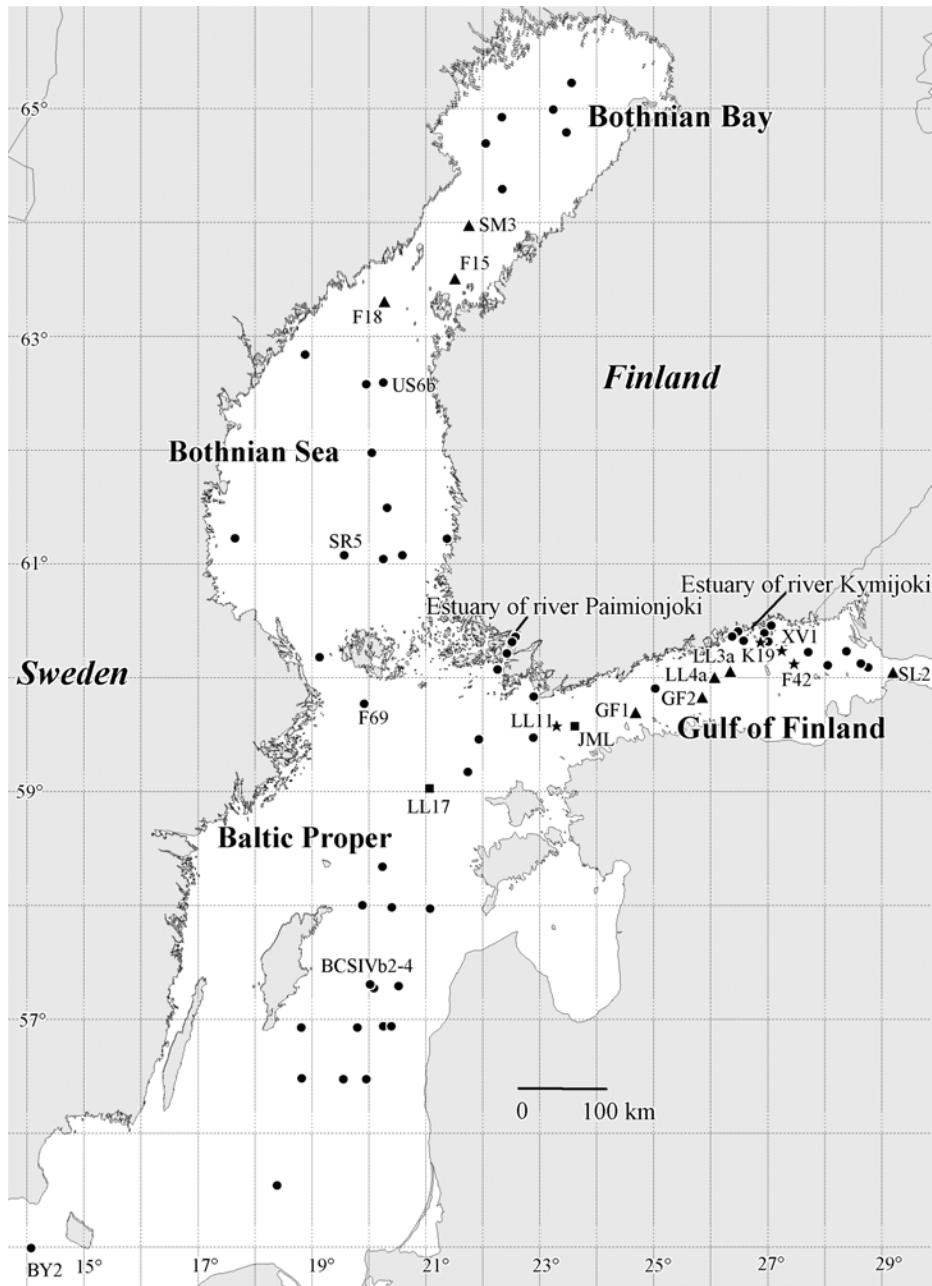 65°
Bothnian Bay
SM3
F15
F18
63°
Finland
US6b
Bothnian Sea
SR5
61°
Estuary of river Kymijoki
Estuary of river Paimionjoki
XV1
LL3a
K19
Sweden
LL4a
F42
SL2
F69
GF2
GF1
LL11
Gulf of Finland
JML
59°
LL17
Baltic Proper
BCSIVb2-4
57°
0 100 km
BY2
15°
17°
19°
21°
23°
25°
27°
29°